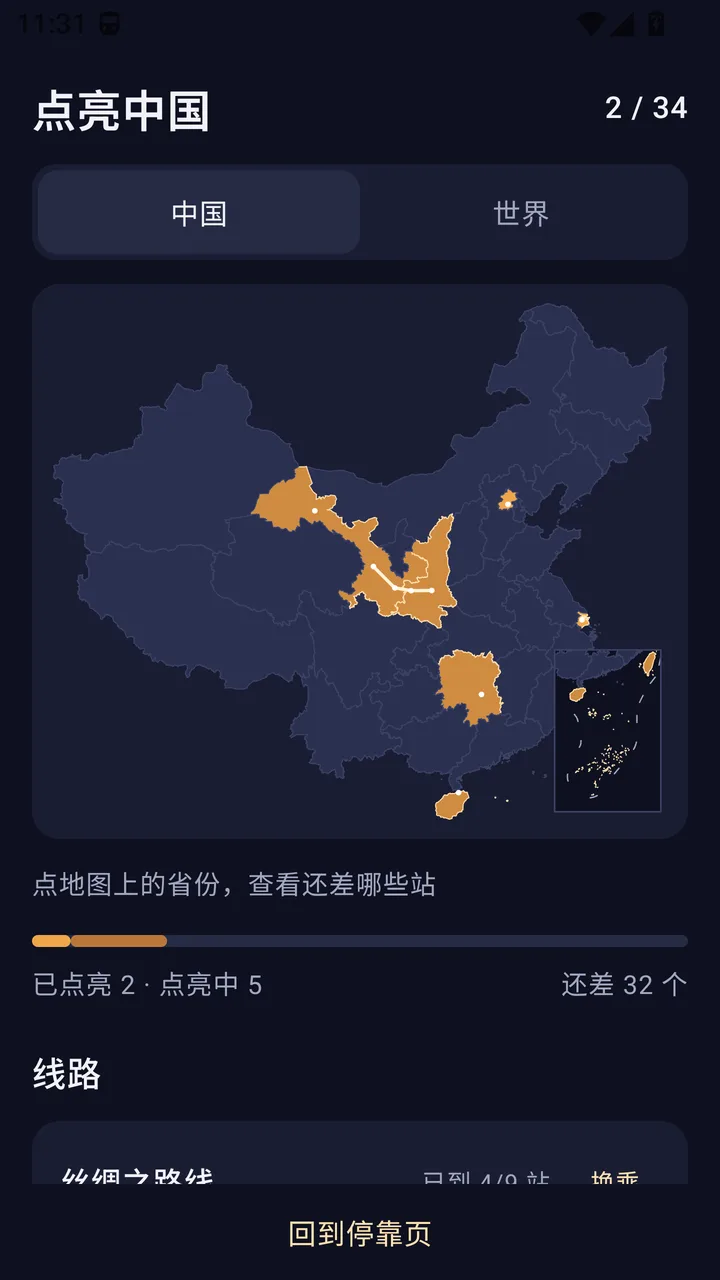 11:31
点亮中国
2 / 34
中国
世界
点地图上的省份，查看还差哪些站
已点亮 2 · 点亮中 5
还差 32 个
线路
丝绸之路线
已到 4/9 站
换乘
回到停靠页